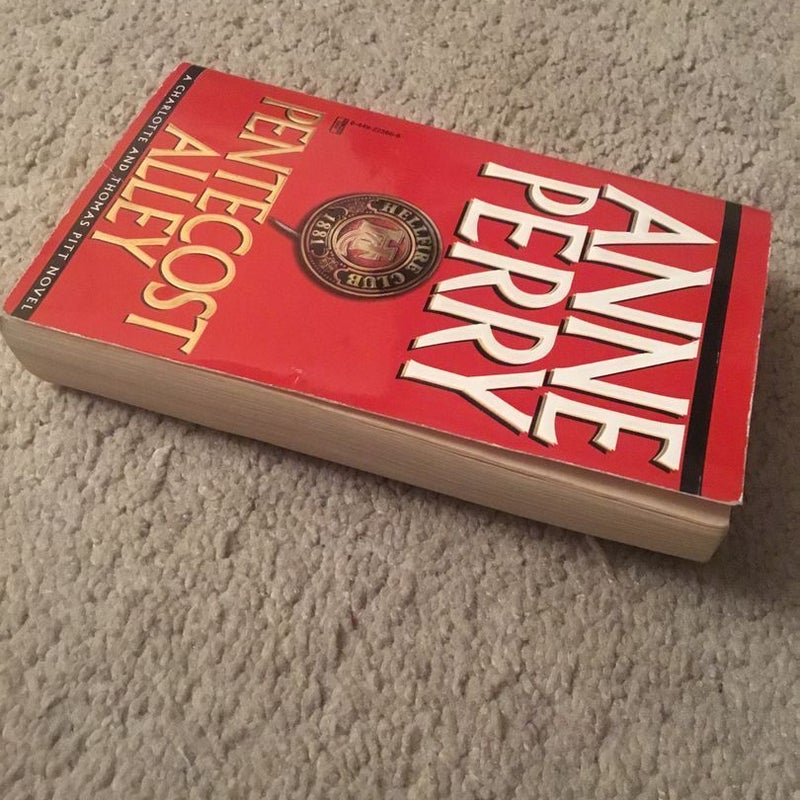 ANNE
PERRY
HELLFIRE CLUB
1881
PENTECOST
ALLEY
A CHARLOTTE AND THOMAS PITT NOVEL